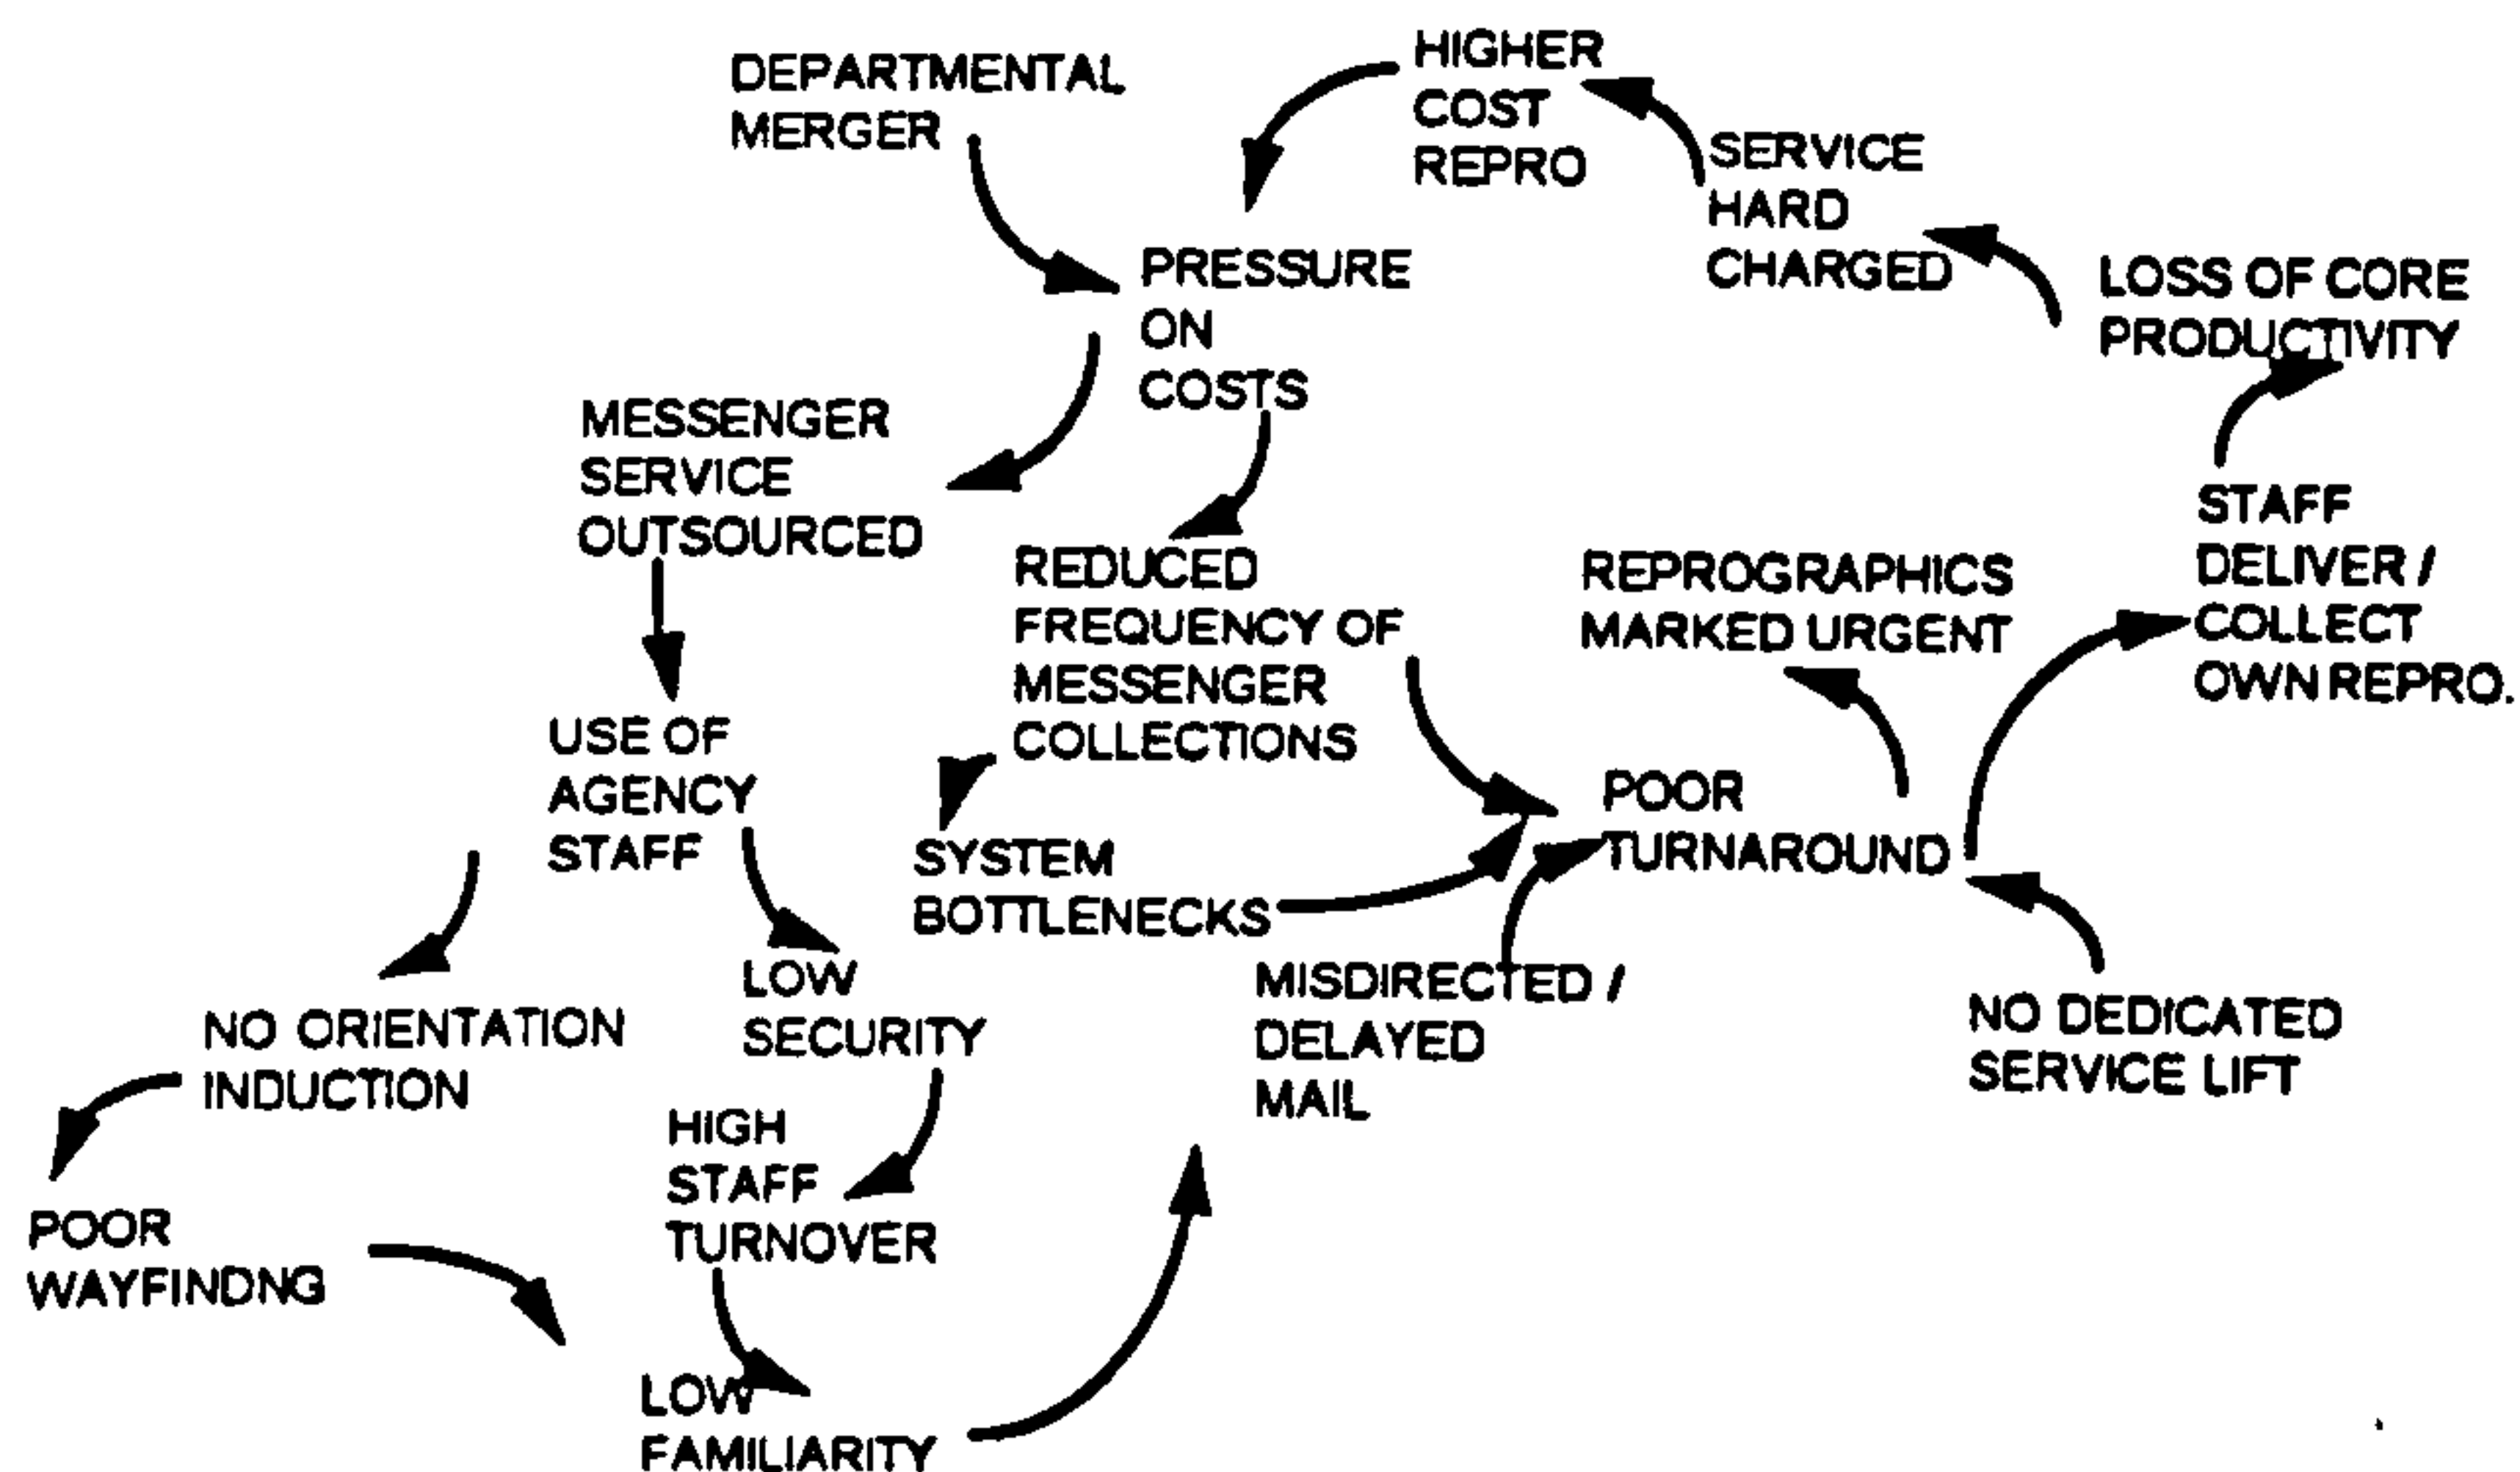 DEPARTMENTAL
MERGER
HIGHER
COST
REPRO
SERVICE
HARD
CHARGED
LOSS OF CORE
PRODUCTIVITY
PRESSURE
ON
COSTS
MESSENGER
SERVICE
OUTSOURCED
REDUCED
FREQUENCY OF
MESSENGER
COLLECTIONS
REPROGRAPHICS
MARKED URGENT
STAFF
DELIVER /
COLLECT
OWN REPRO.
USE OF
AGENCY
STAFF
SYSTEM
BOTTLENECKS
POOR
TURNAROUND
LOW
SECURITY
MISDIRECTED /
DELAYED
MAIL
NO DEDICATED
SERVICE LIFT
NO ORIENTATION
INDUCTION
HIGH
STAFF
TURNOVER
POOR
WAYFINDNG
LOW
FAMILIARITY